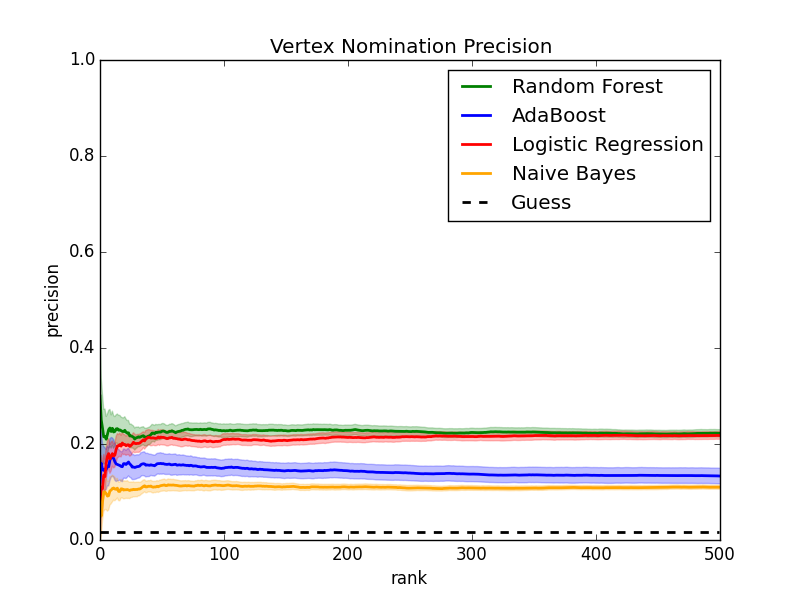 Vertex Nomination Precision
1.0
0.8
0.6
0.4
0.2
0.0
precision
Random Forest
AdaBoost
Logistic Regression
Naive Bayes
Guess
0 100 200 300 400 500
rank